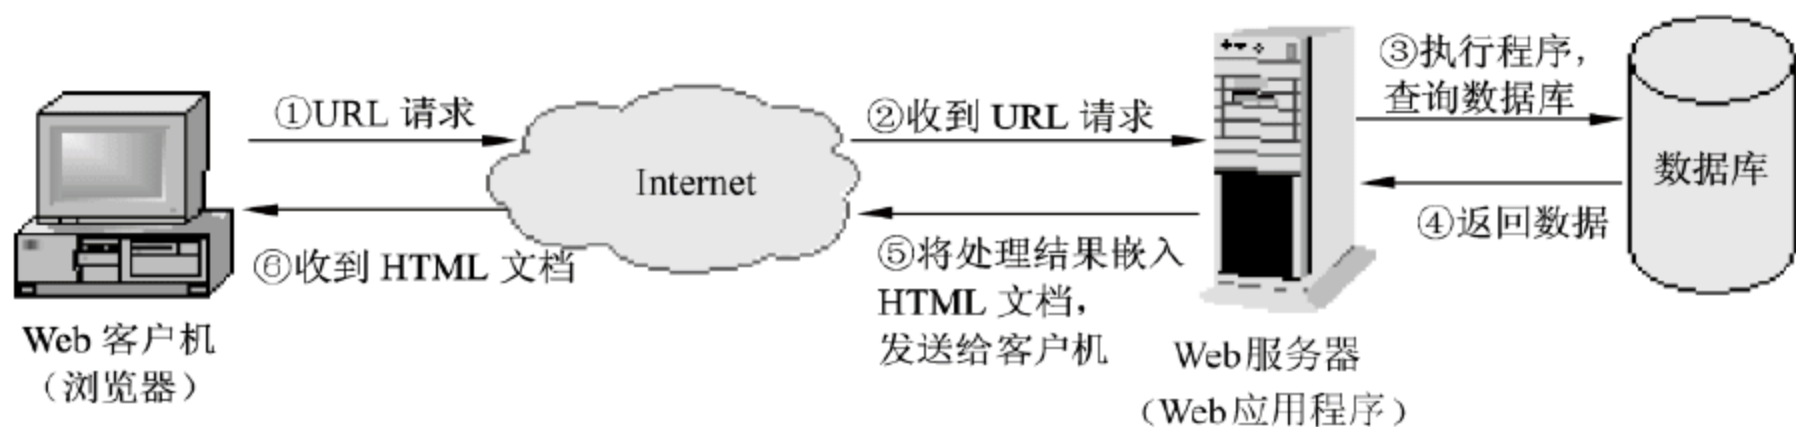 ①URL 请求
Internet
②收到 URL 请求
③执行程序，
查询数据库
数据库
④返回数据
⑤将处理结果嵌入
HTML 文档，
发送给客户机
⑥收到 HTML 文档
Web 客户机
（浏览器）
Web服务器
（Web应用程序）